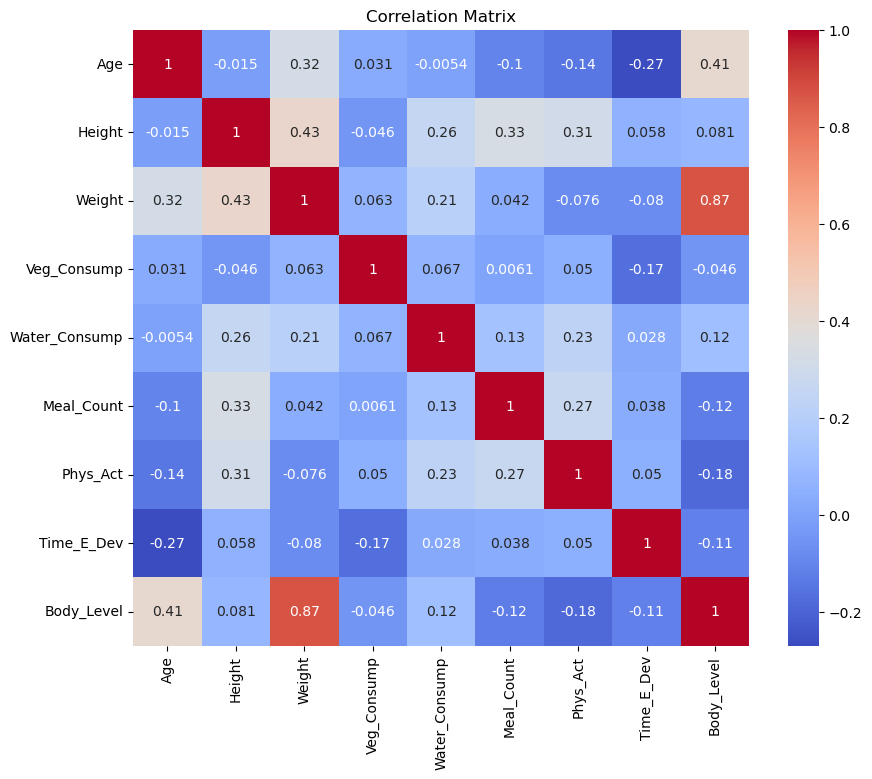 Correlation Matrix
Age 1 -0.015 0.32 0.031 -0.0054 -0.1 -0.14 -0.27 0.41
Height -0.015 1 0.43 -0.046 0.26 0.33 0.31 0.058 0.081
Weight 0.32 0.43 1 0.063 0.21 0.042 -0.076 -0.08 0.87
Veg_Consump 0.031 -0.046 0.063 1 0.067 0.0061 0.05 -0.17 -0.046
Water_Consump -0.0054 0.26 0.21 0.067 1 0.13 0.23 0.028 0.12
Meal_Count -0.1 0.33 0.042 0.0061 0.13 1 0.27 0.038 -0.12
Phys_Act -0.14 0.31 -0.076 0.05 0.23 0.27 1 0.05 -0.18
Time_E_Dev -0.27 0.058 -0.08 -0.17 0.028 0.038 0.05 1 -0.11
Body_Level 0.41 0.081 0.87 -0.046 0.12 -0.12 -0.18 -0.11 1
Age Height Weight Veg_Consump Water_Consump Meal_Count Phys_Act Time_E_Dev Body_Level
1.0
0.8
0.6
0.4
0.2
0.0
−0.2